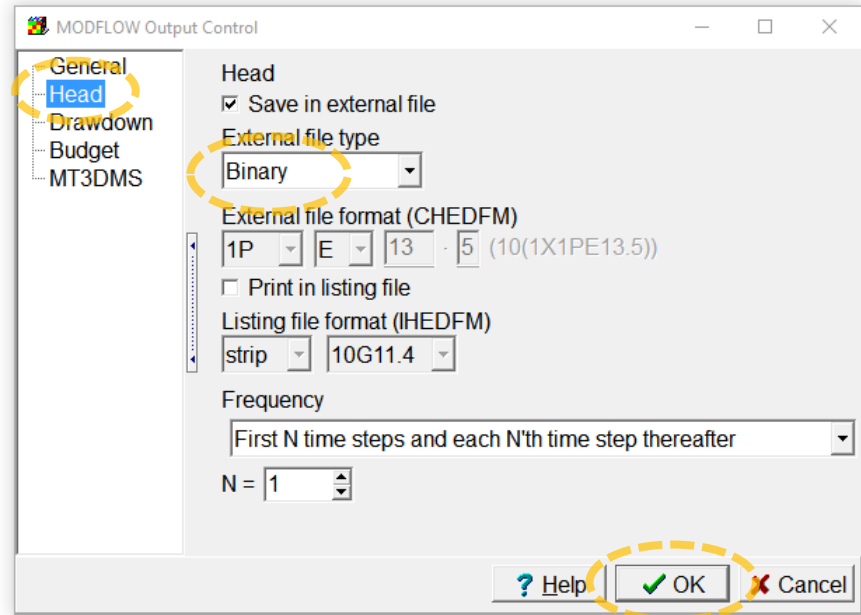 MODFLOW Output Control
General
Head
Drawdown
Budget
MT3DMS
Head
Save in external file
External file type
Binary
External file format (CHEDFM)
1P E 13 . 5 (10(1X1PE13.5))
Print in listing file
Listing file format (IHEDFM)
strip 10G11.4
Frequency
First N time steps and each N'th time step thereafter
N = 1
? Help OK Cancel